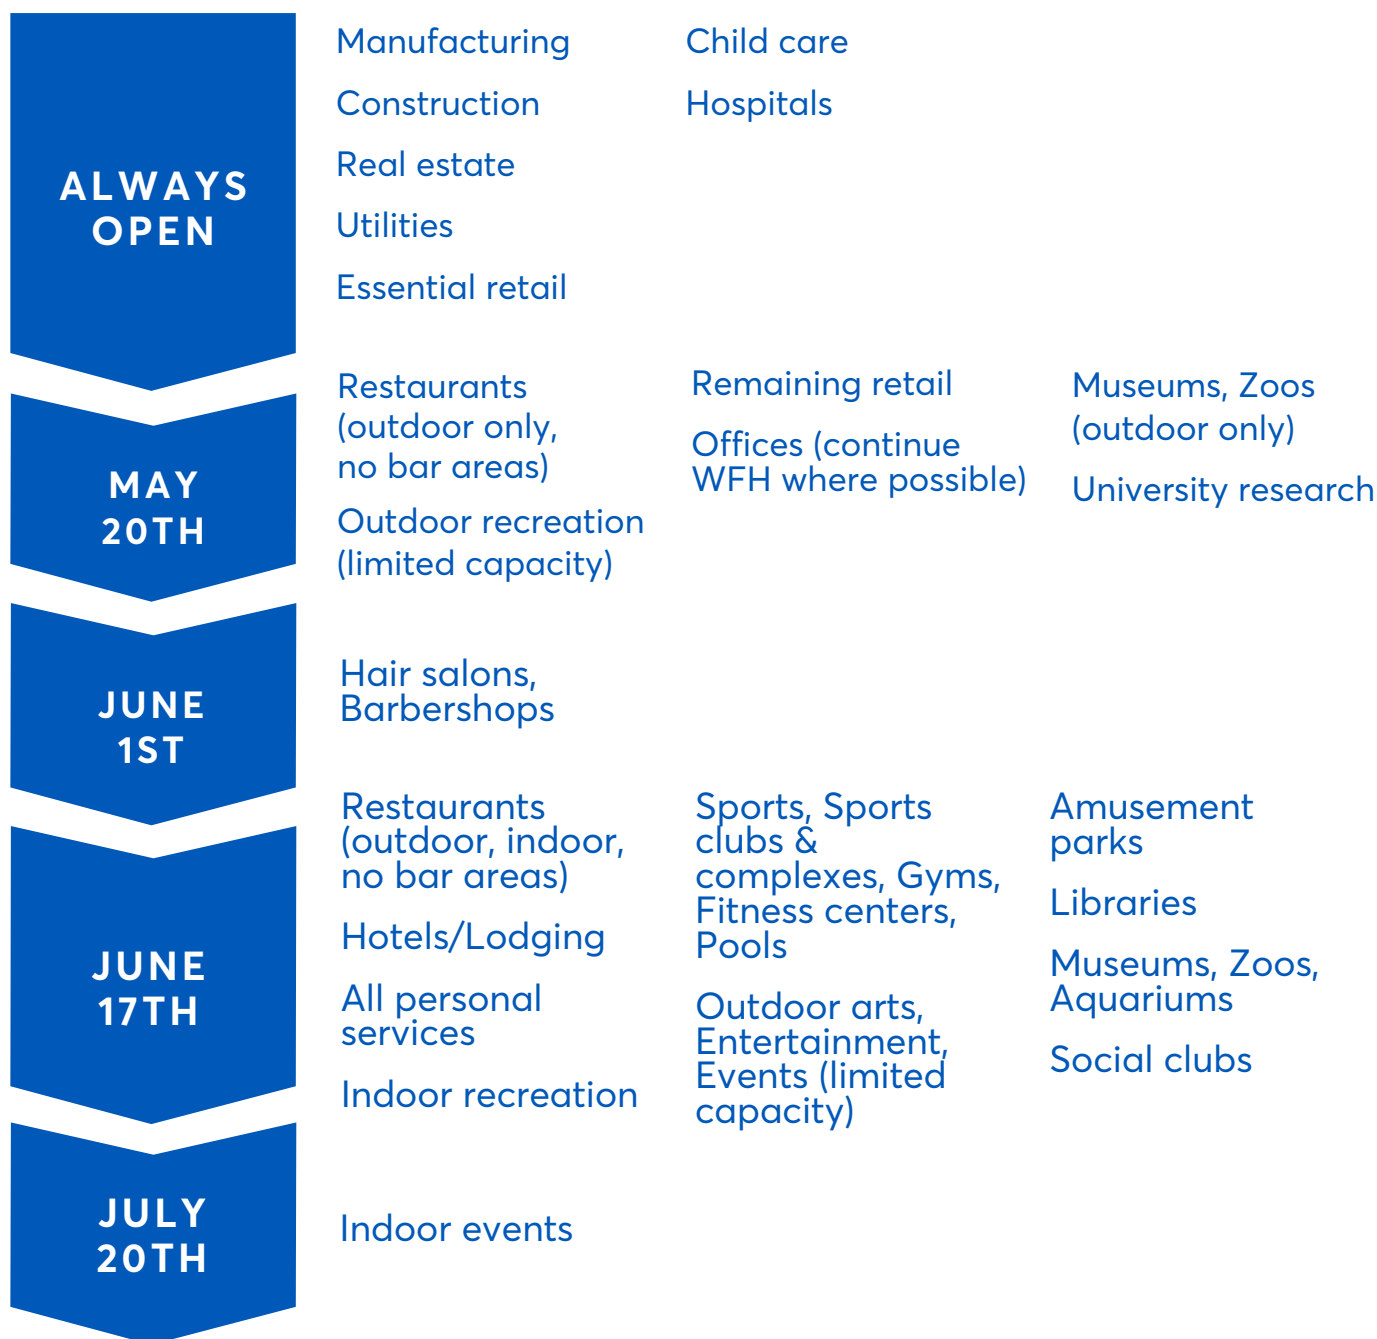 ALWAYS
OPEN
Manufacturing
Construction
Real estate
Utilities
Essential retail
Child care
Hospitals
MAY
20TH
Restaurants
(outdoor only,
no bar areas)
Outdoor recreation
(limited capacity)
Remaining retail
Offices (continue
WFH where possible)
Museums, Zoos
(outdoor only)
University research
JUNE
1ST
Hair salons,
Barbershops
JUNE
17TH
Restaurants
(outdoor, indoor,
no bar areas)
Hotels/Lodging
All personal
services
Indoor recreation
Sports, Sports
clubs &
complexes, Gyms,
Fitness centers,
Pools
Outdoor arts,
Entertainment,
Events (limited
capacity)
Amusement
parks
Libraries
Museums, Zoos,
Aquariums
Social clubs
JULY
20TH
Indoor events